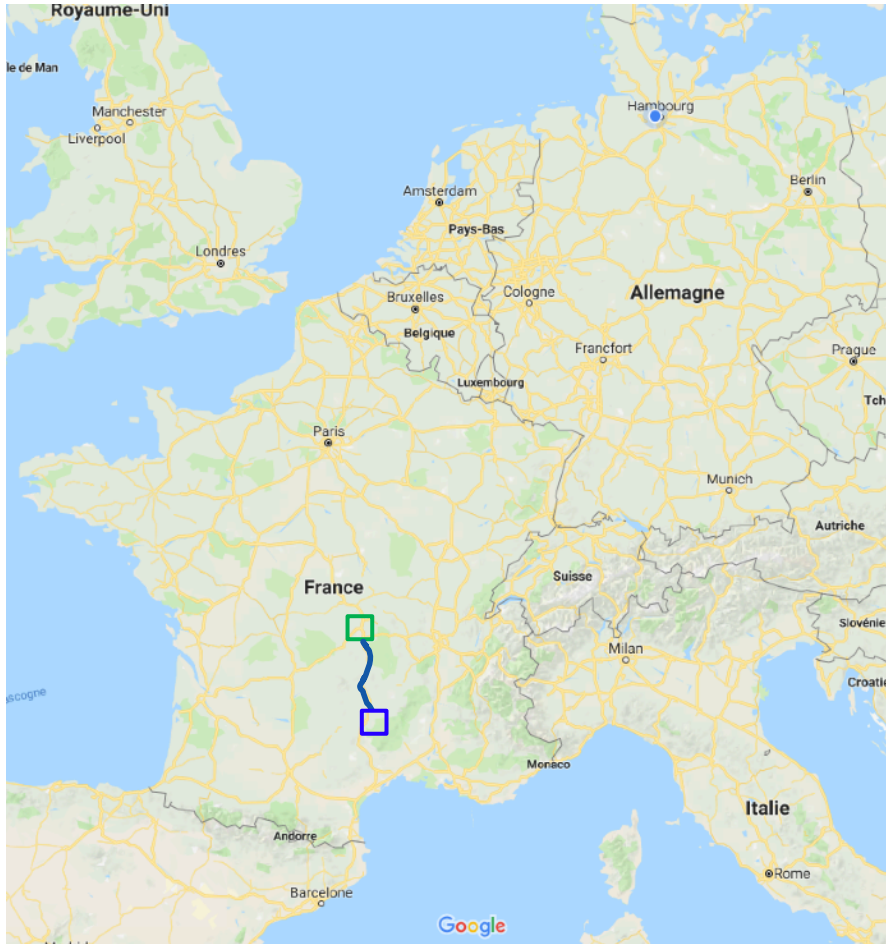 Royaume-Uni
le de Man
Manchester
Liverpool
Hambourg
Berlin
Amsterdam
Pays-Bas
Londres
Bruxelles
Cologne
Allemagne
Belgique
Francfort
Prague
Luxembourg
Tch
Paris
Munich
Autriche
Suisse
France
Slovénie
Milan
Croatie
ascogne
Monaco
Italie
Andorre
Rome
Barcelone
Google